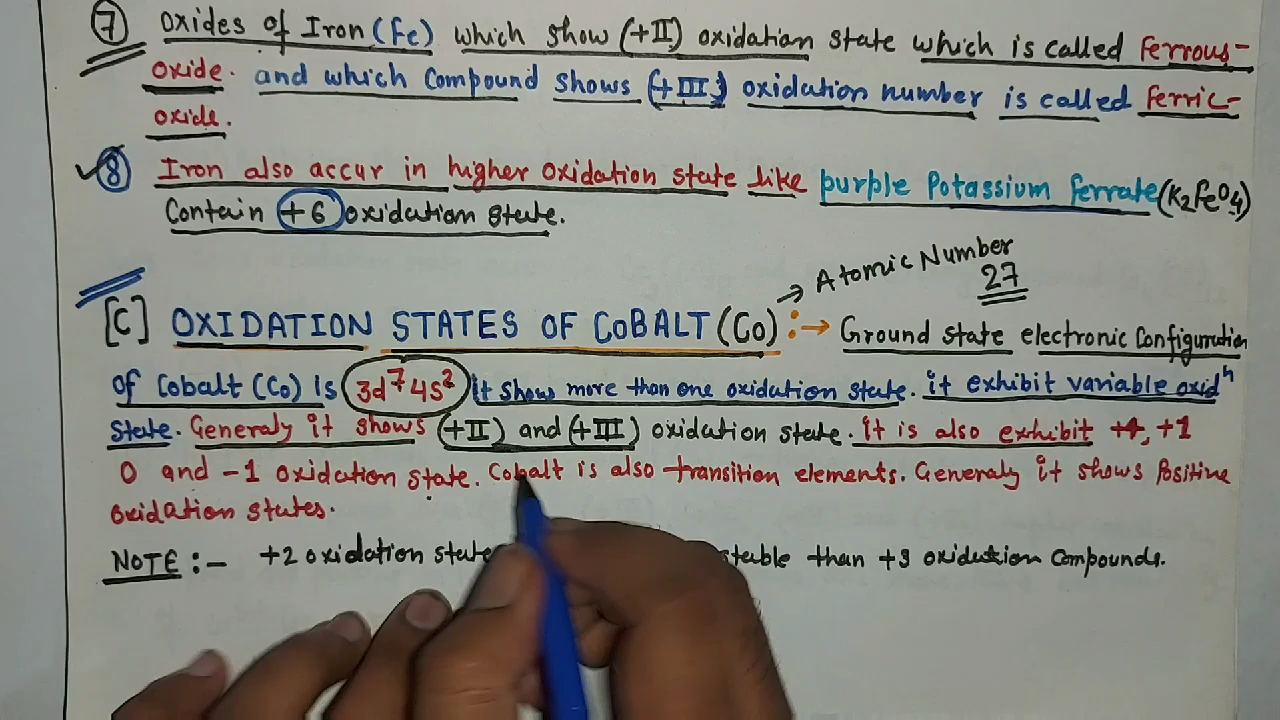 ⑦ Oxides of Iron (Fe) which show (+II) oxidation state which is called ferrous-
oxide. and which Compound shows (+III) oxidation number is called ferric-
oxide.
⑧ Iron also accur in higher oxidation state like purple Potassium ferrate (K₂FeO₄)
Contain +6 oxidation state.
→ Atomic Number
27
[C] OXIDATION STATES OF COBALT (Co) :→ Ground state electronic Configuration
of Cobalt (Co) is 3d⁷4s² it shows more than one oxidation state. it exhibit variable oxidⁿ
state. Generaly it shows (+II) and (+III) oxidation state. it is also exhibit +4, +1
0 and -1 oxidation state. Cobalt is also transition elements. Generaly it shows Positive
oxidation states.
NOTE :- +2 oxidation state stable than +3 oxidation Compounds.